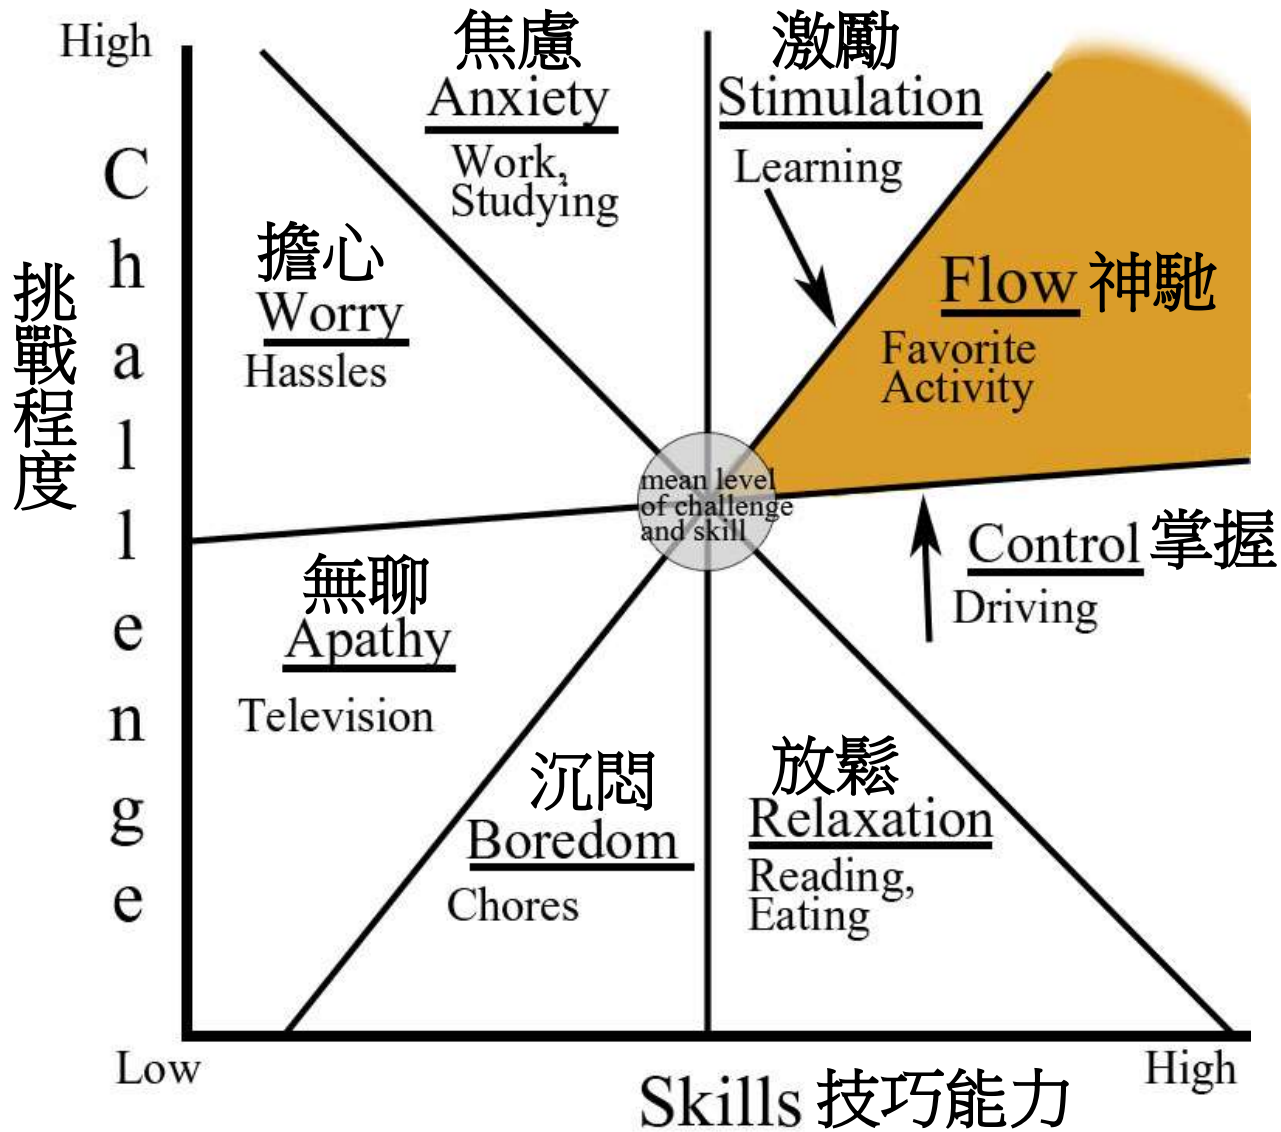 High
焦慮
Anxiety
Work,
Studying
激勵
Stimulation
Learning
擔心
Worry
Hassles
Flow 神馳
Favorite
Activity
挑戰程度
Challenge
mean level
of challenge
and skill
無聊
Apathy
Television
Control 掌握
Driving
沉悶
Boredom
Chores
放鬆
Relaxation
Reading,
Eating
Low
High
Skills 技巧能力